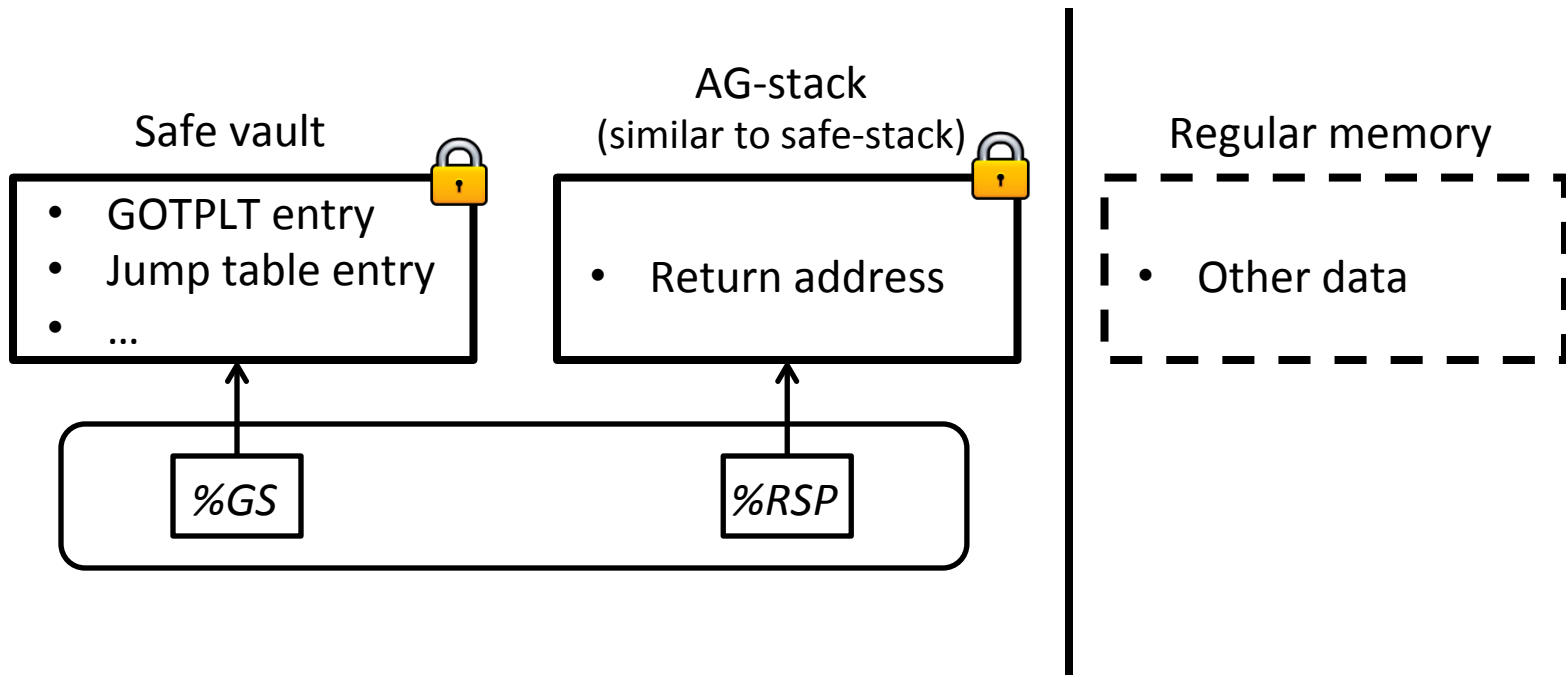 Safe vault
• GOTPLT entry
• Jump table entry
• ...
AG-stack
(similar to safe-stack)
• Return address
Regular memory
• Other data
%GS
%RSP